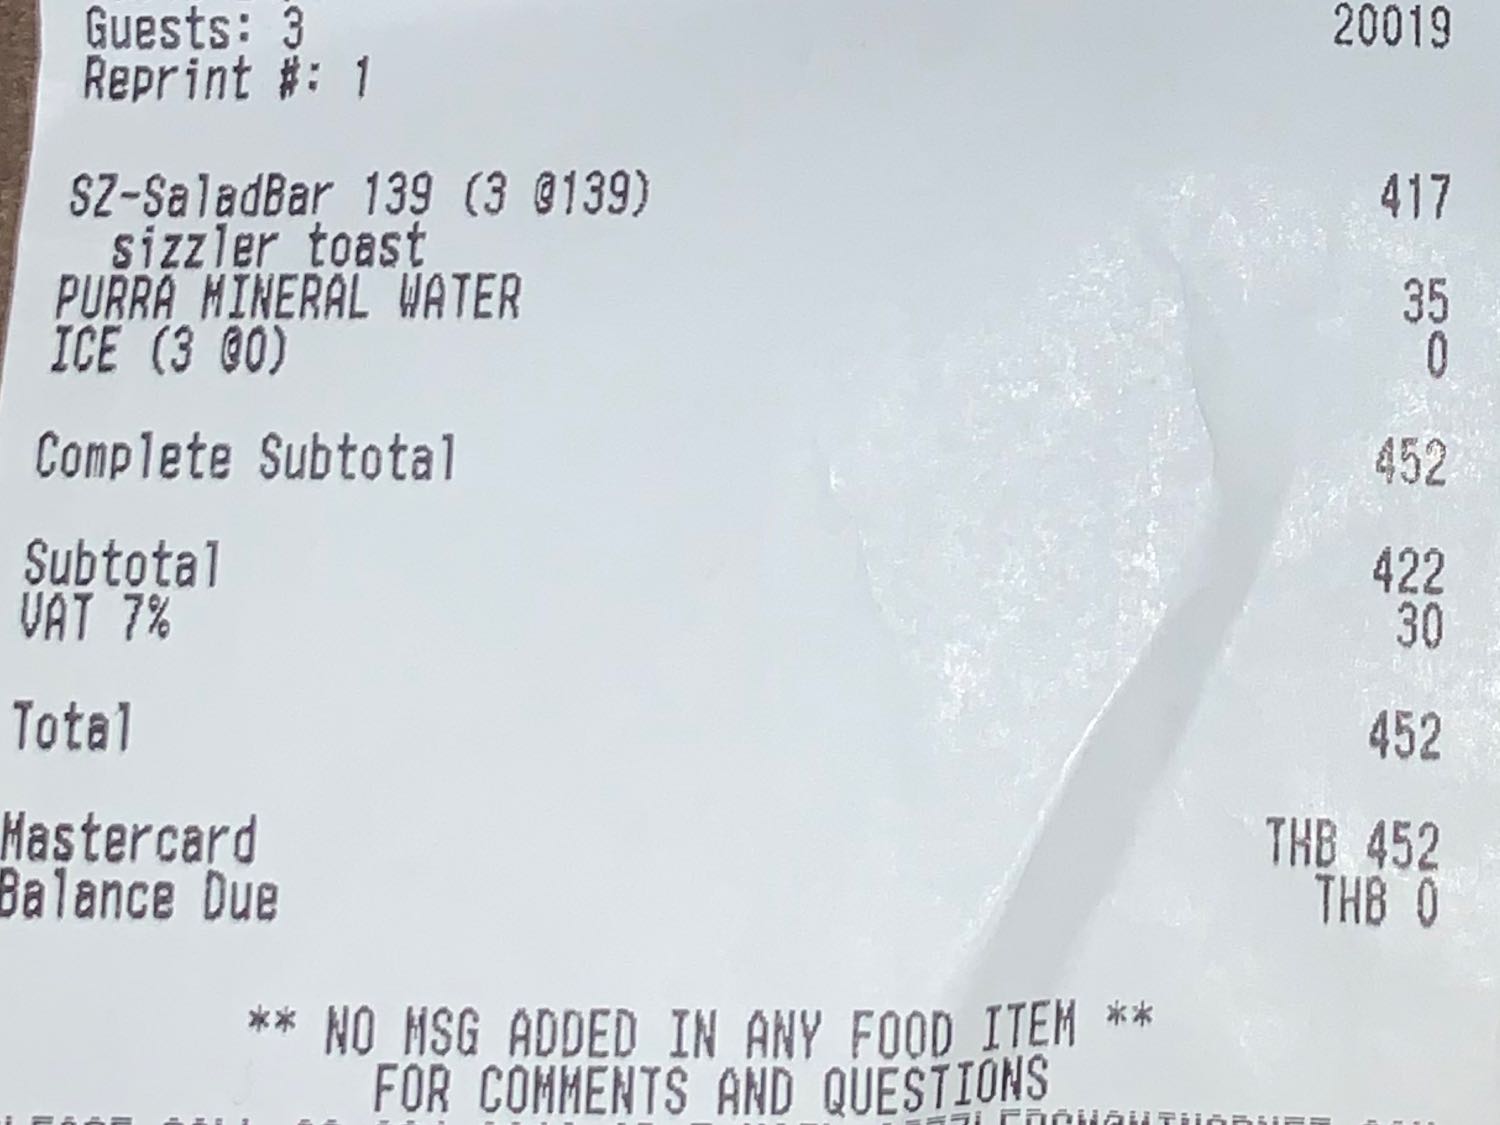 Guests: 3 20019
Reprint #: 1
SZ-SaladBar 139 (3 @139) 417
sizzler toast
PURRA MINERAL WATER 35
ICE (3 @0) 0
Complete Subtotal 452
Subtotal 422
VAT 7% 30
Total 452
Mastercard THB 452
Balance Due THB 0
** NO MSG ADDED IN ANY FOOD ITEM **
FOR COMMENTS AND QUESTIONS